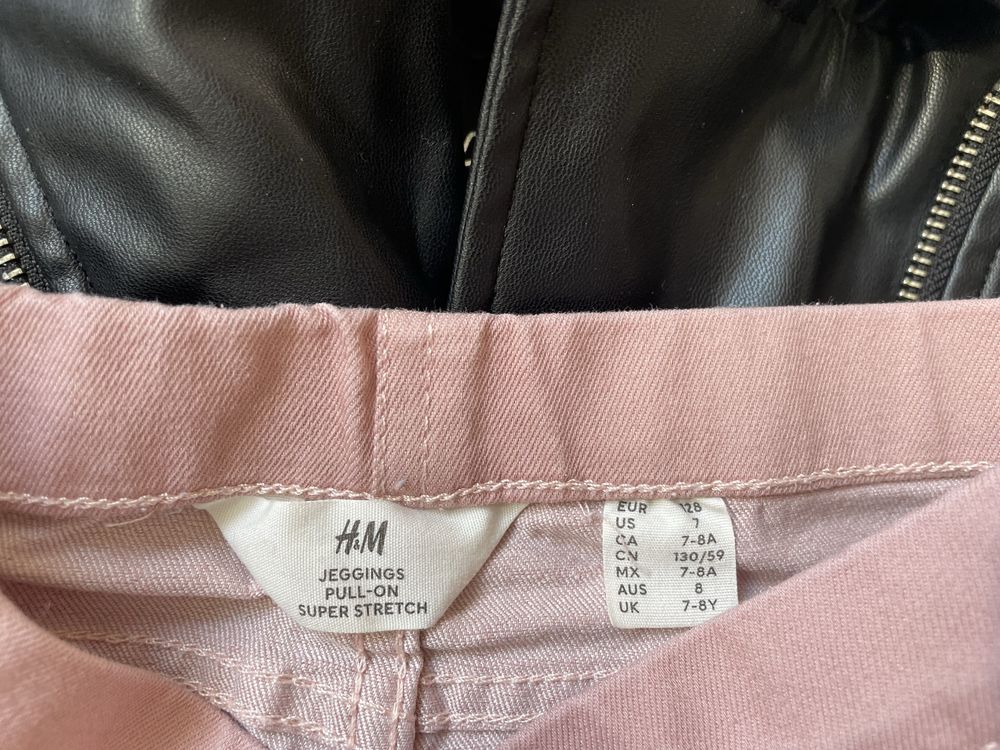 H&M
JEGGINGS
PULL-ON
SUPER STRETCH
EUR 128
US 7
CA 7-8A
CN 130/59
MX 7-8A
AUS 8
UK 7-8Y